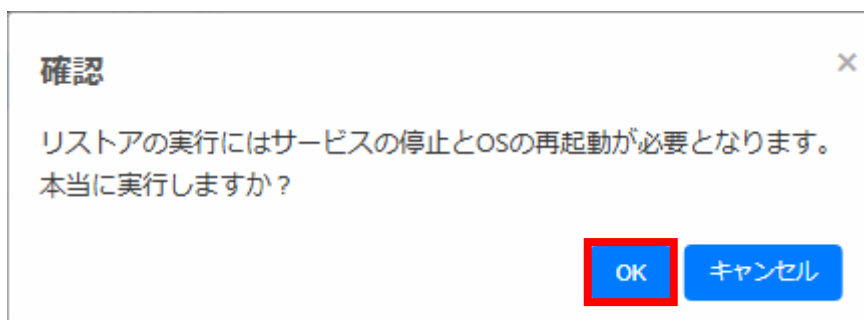 確認
×
リストアの実行にはサービスの停止とOSの再起動が必要となります。
本当に実行しますか？
OK
キャンセル